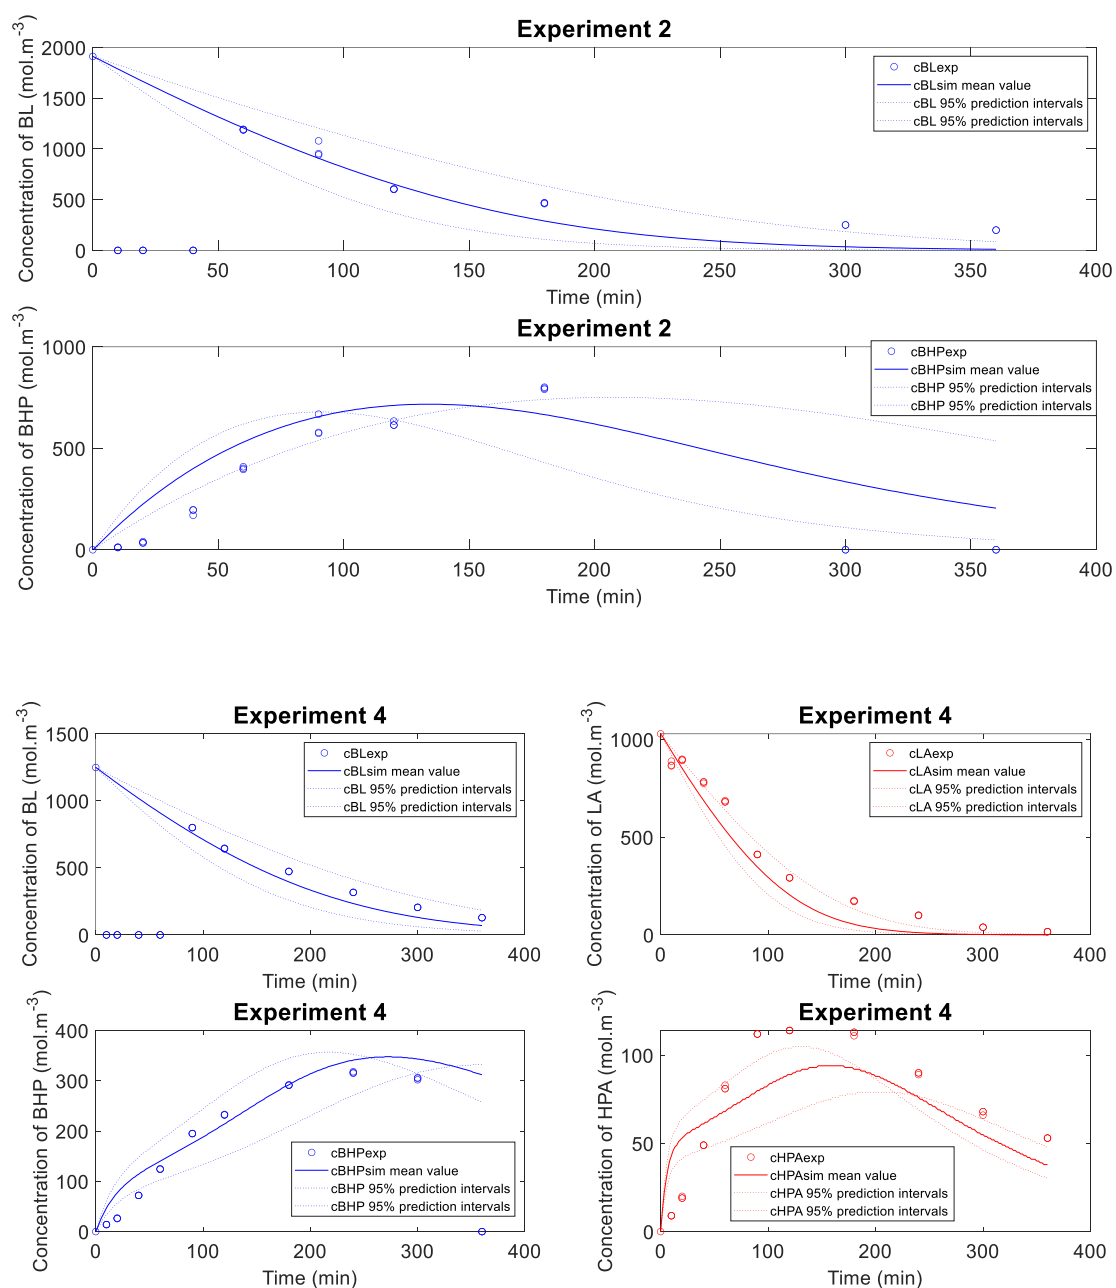 Experiment 2
Concentration of BL (mol.m-3)
2000
1500
1000
500
0
cBLexp
cBLsim mean value
cBL 95% prediction intervals
cBL 95% prediction intervals
0 50 100 150 200 250 300 350 400
Time (min)
Experiment 2
Concentration of BHP (mol.m-3)
1000
500
0
cBHPexp
cBHPsim mean value
cBHP 95% prediction intervals
cBHP 95% prediction intervals
0 50 100 150 200 250 300 350 400
Time (min)
Experiment 4
Concentration of BL (mol.m-3)
1500
1000
500
0
cBLexp
cBLsim mean value
cBL 95% prediction intervals
cBL 95% prediction intervals
0 100 200 300 400
Time (min)
Experiment 4
Concentration of LA (mol.m-3)
1000
500
0
cLAexp
cLAsim mean value
cLA 95% prediction intervals
cLA 95% prediction intervals
0 100 200 300 400
Time (min)
Experiment 4
Concentration of BHP (mol.m-3)
400
300
200
100
0
cBHPexp
cBHPsim mean value
cBHP 95% prediction intervals
cBHP 95% prediction intervals
0 100 200 300 400
Time (min)
Experiment 4
Concentration of HPA (mol.m-3)
100
50
0
cHPAexp
cHPAsim mean value
cHPA 95% prediction intervals
cHPA 95% prediction intervals
0 100 200 300 400
Time (min)